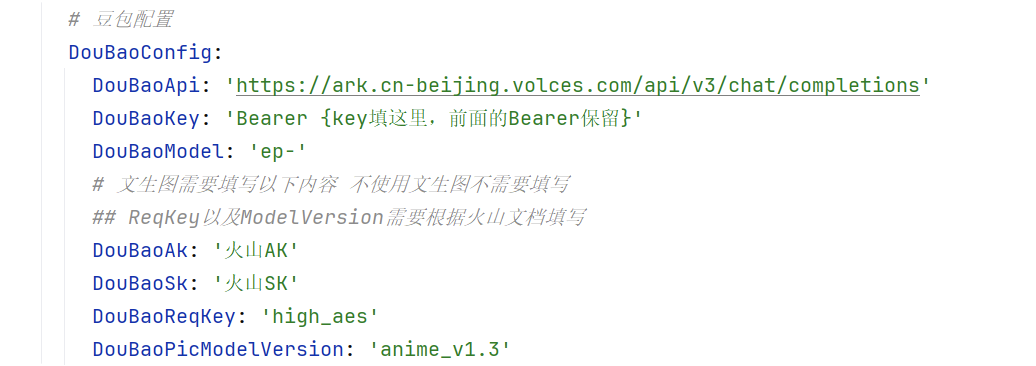 # 豆包配置
DouBaoConfig:
DouBaoApi: 'https://ark.cn-beijing.volces.com/api/v3/chat/completions'
DouBaoKey: 'Bearer {key填这里，前面的Bearer保留}'
DouBaoModel: 'ep-'
# 文生图需要填写以下内容 不使用文生图不需要填写
## ReqKey以及ModelVersion需要根据火山文档填写
DouBaoAk: '火山AK'
DouBaoSk: '火山SK'
DouBaoReqKey: 'high_aes'
DouBaoPicModelVersion: 'anime_v1.3'